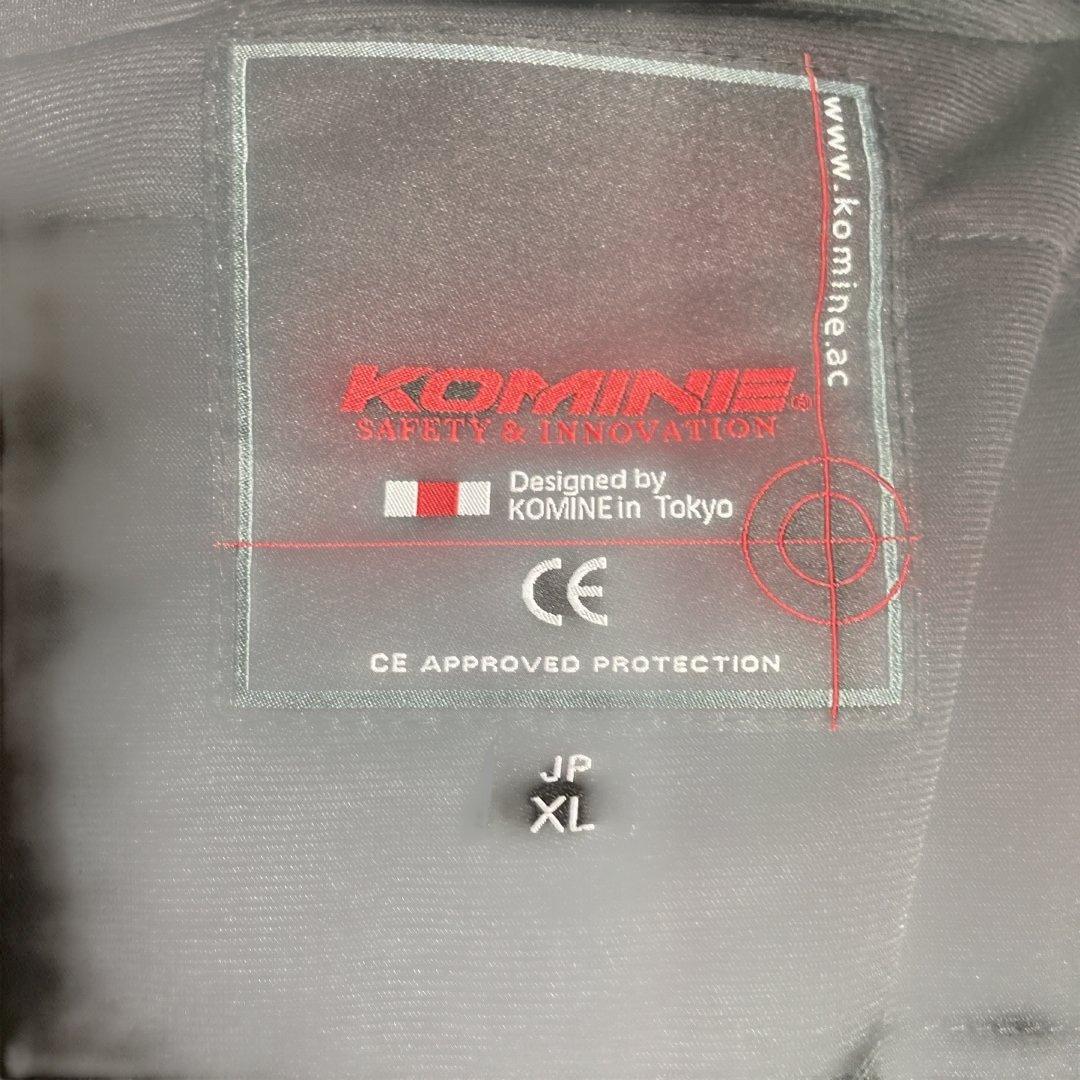 www.komine.ac
KOMINE®
SAFETY & INNOVATION
Designed by
KOMINE in Tokyo
CE
CE APPROVED PROTECTION
JP
XL